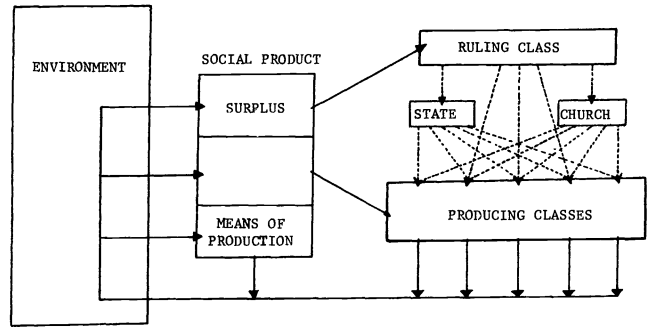 ENVIRONMENT
SOCIAL PRODUCT
SURPLUS
MEANS OF
PRODUCTION
RULING CLASS
STATE
CHURCH
PRODUCING CLASSES